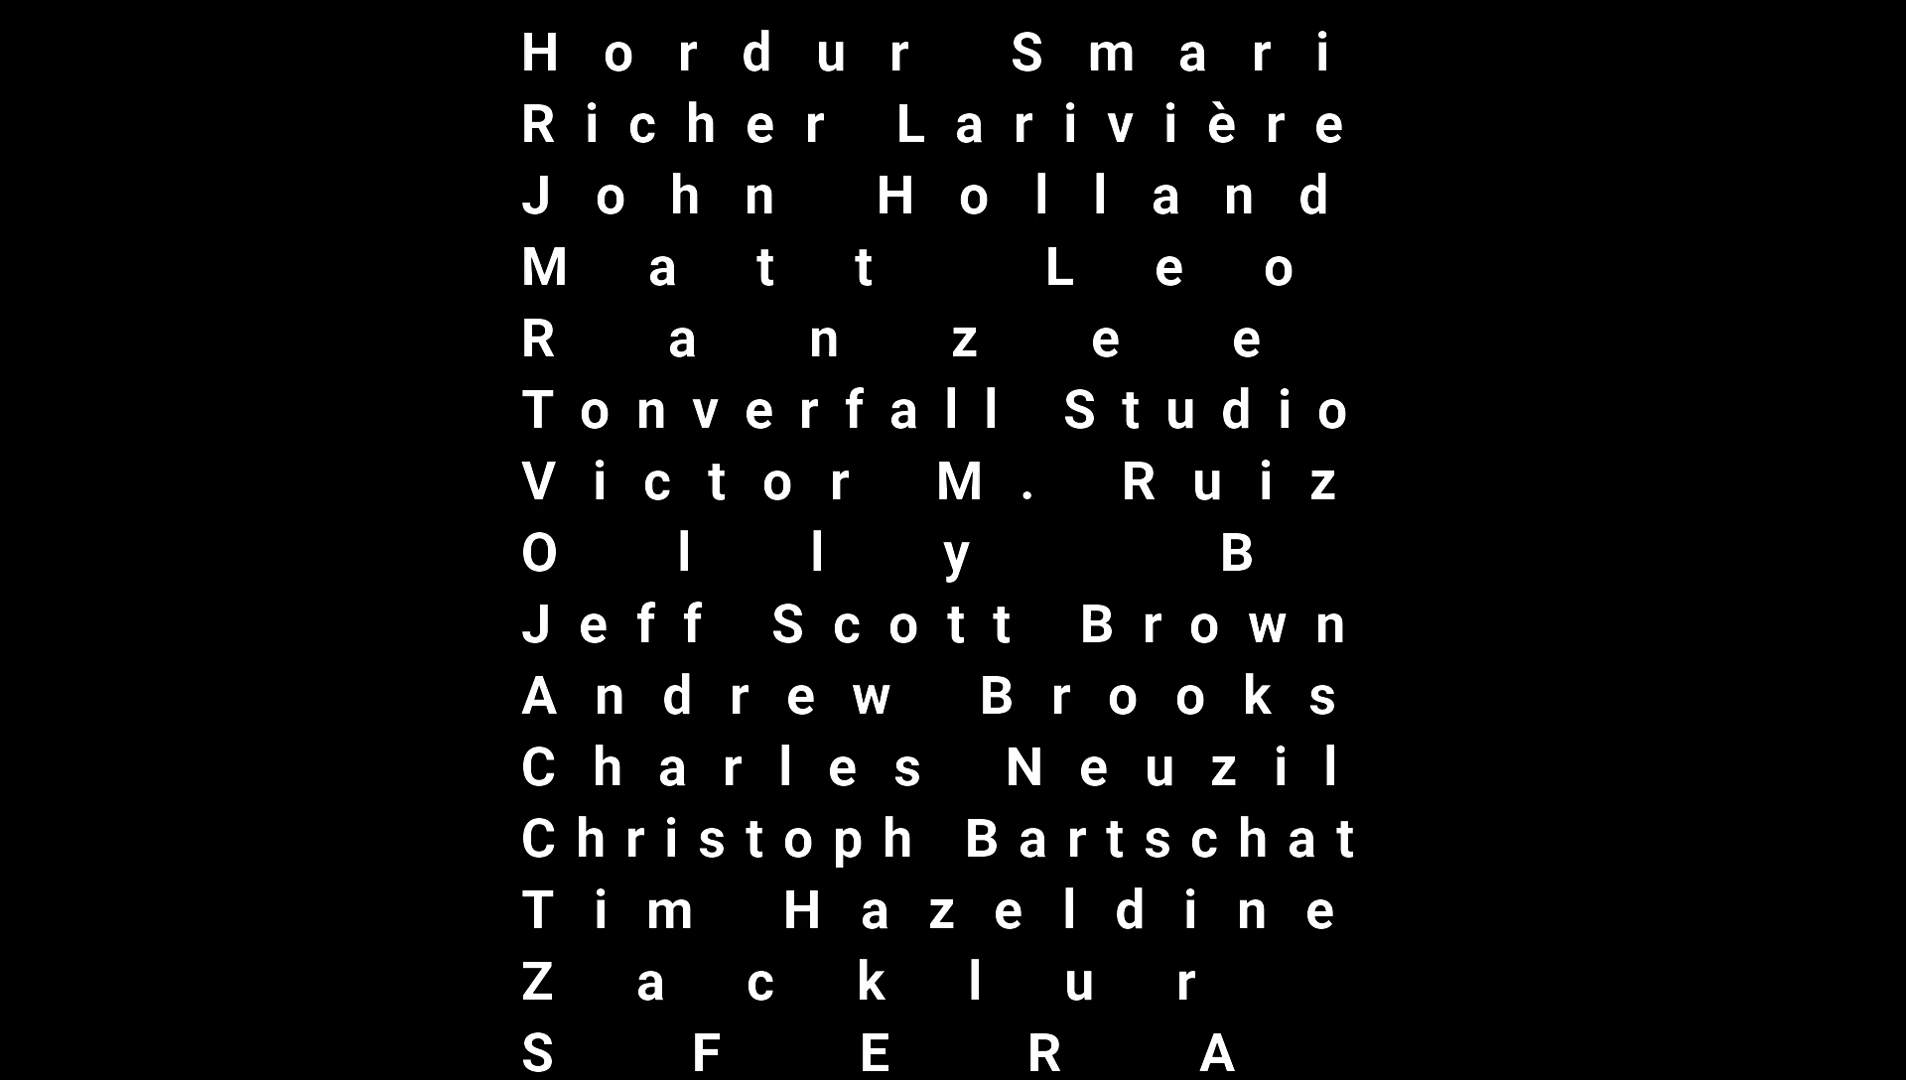 Hordur Smari
Richer Larivière
John Holland
Matt Leo
Ranzee
Tonverfall Studio
Victor M. Ruiz
Olly B
Jeff Scott Brown
Andrew Brooks
Charles Neuzil
Christoph Bartschat
Tim Hazeldine
Zacklur
SFERA